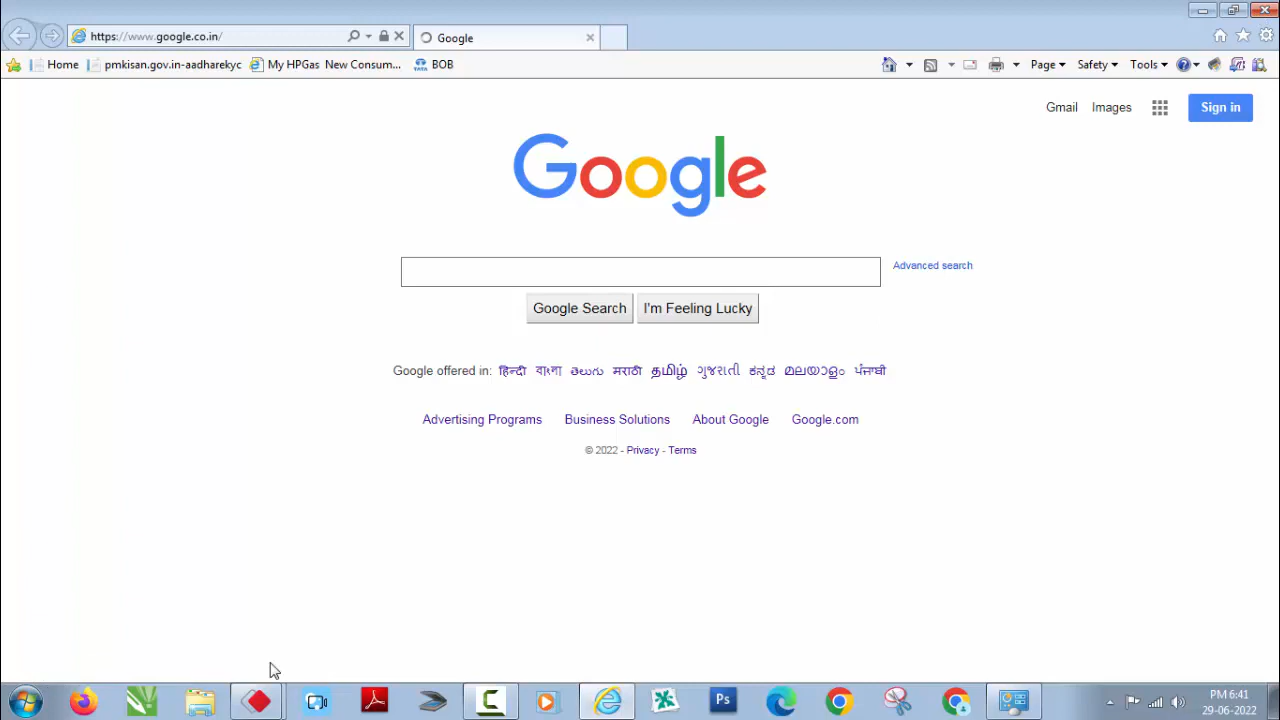 https://www.google.co.in/
Google
Home
pmkisan.gov.in-aadharekyc
My HPGas New Consum...
TATA
BOB
Page
Safety
Tools
Gmail
Images
Sign in
Google
Advanced search
Google Search
I'm Feeling Lucky
Google offered in: हिन्दी বাংলা తెలుగు मराठी தமிழ் ગુજરાતી ಕನ್ನಡ മലയാളം ਪੰਜਾਬੀ
Advertising Programs
Business Solutions
About Google
Google.com
© 2022 - Privacy - Terms
Ps
PM 6:41
29-06-2022